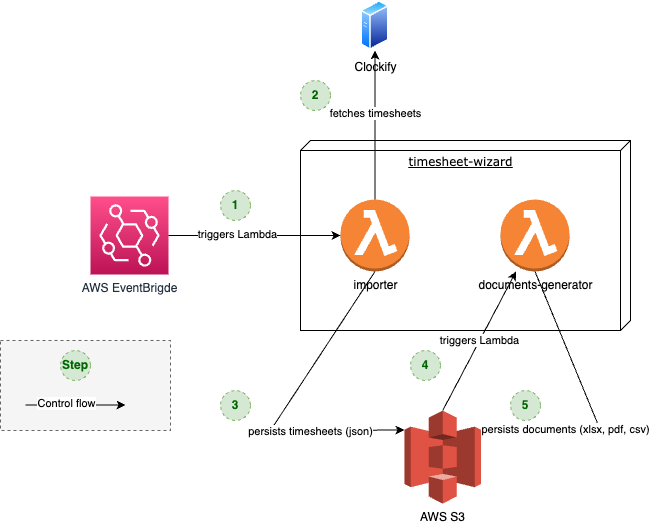 Clockify
2
fetches timesheets
timesheet-wizard
1
triggers Lambda
AWS EventBrigde
importer
documents-generator
triggers Lambda
Step
4
Control flow
3
5
persists timesheets (json)
persists documents (xlsx, pdf, csv)
AWS S3